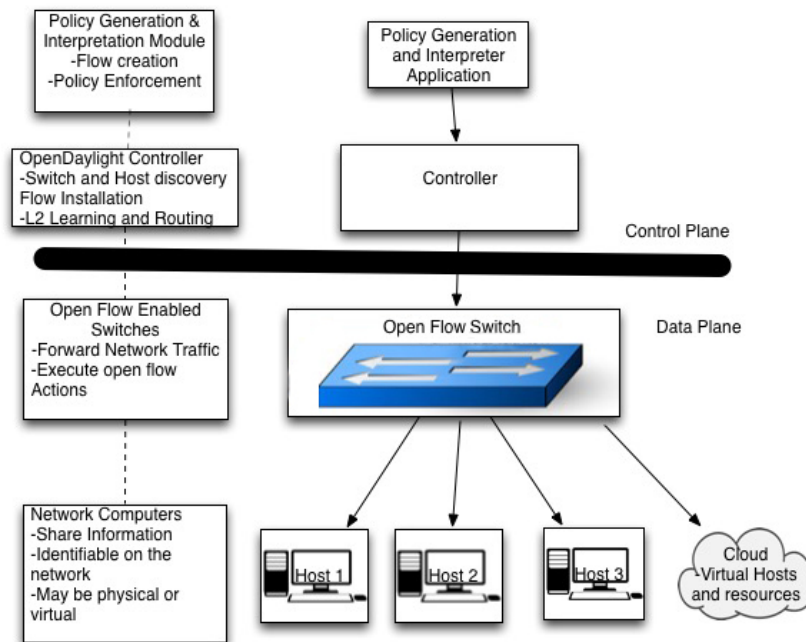 Policy Generation &
Interpretation Module
-Flow creation
-Policy Enforcement
Policy Generation
and Interpreter
Application
OpenDaylight Controller
-Switch and Host discovery
Flow Installation
-L2 Learning and Routing
Controller
Control Plane
Open Flow Enabled
Switches
-Forward Network Traffic
-Execute open flow
Actions
Open Flow Switch
Data Plane
Network Computers
-Share Information
-Identifiable on the
network
-May be physical or
virtual
Host 1
Host 2
Host 3
Cloud
-Virtual Hosts
and resources